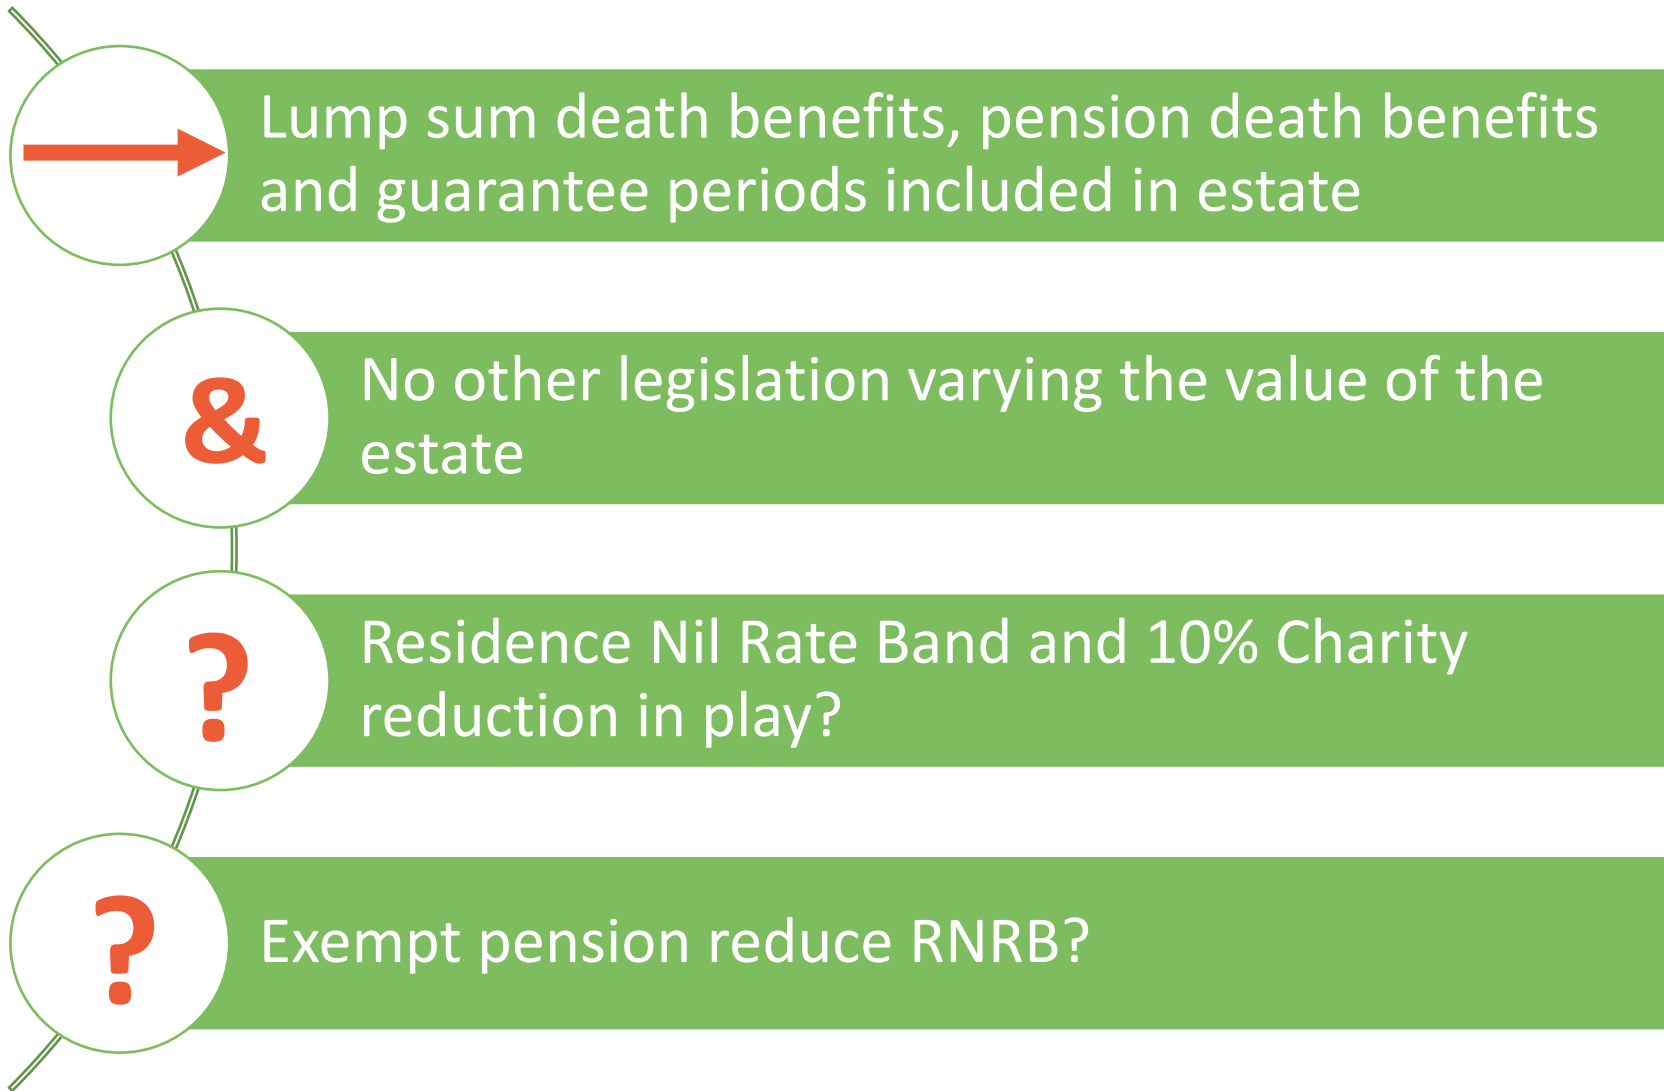 Lump sum death benefits, pension death benefits
and guarantee periods included in estate
&
No other legislation varying the value of the
estate
?
Residence Nil Rate Band and 10% Charity
reduction in play?
?
Exempt pension reduce RNRB?